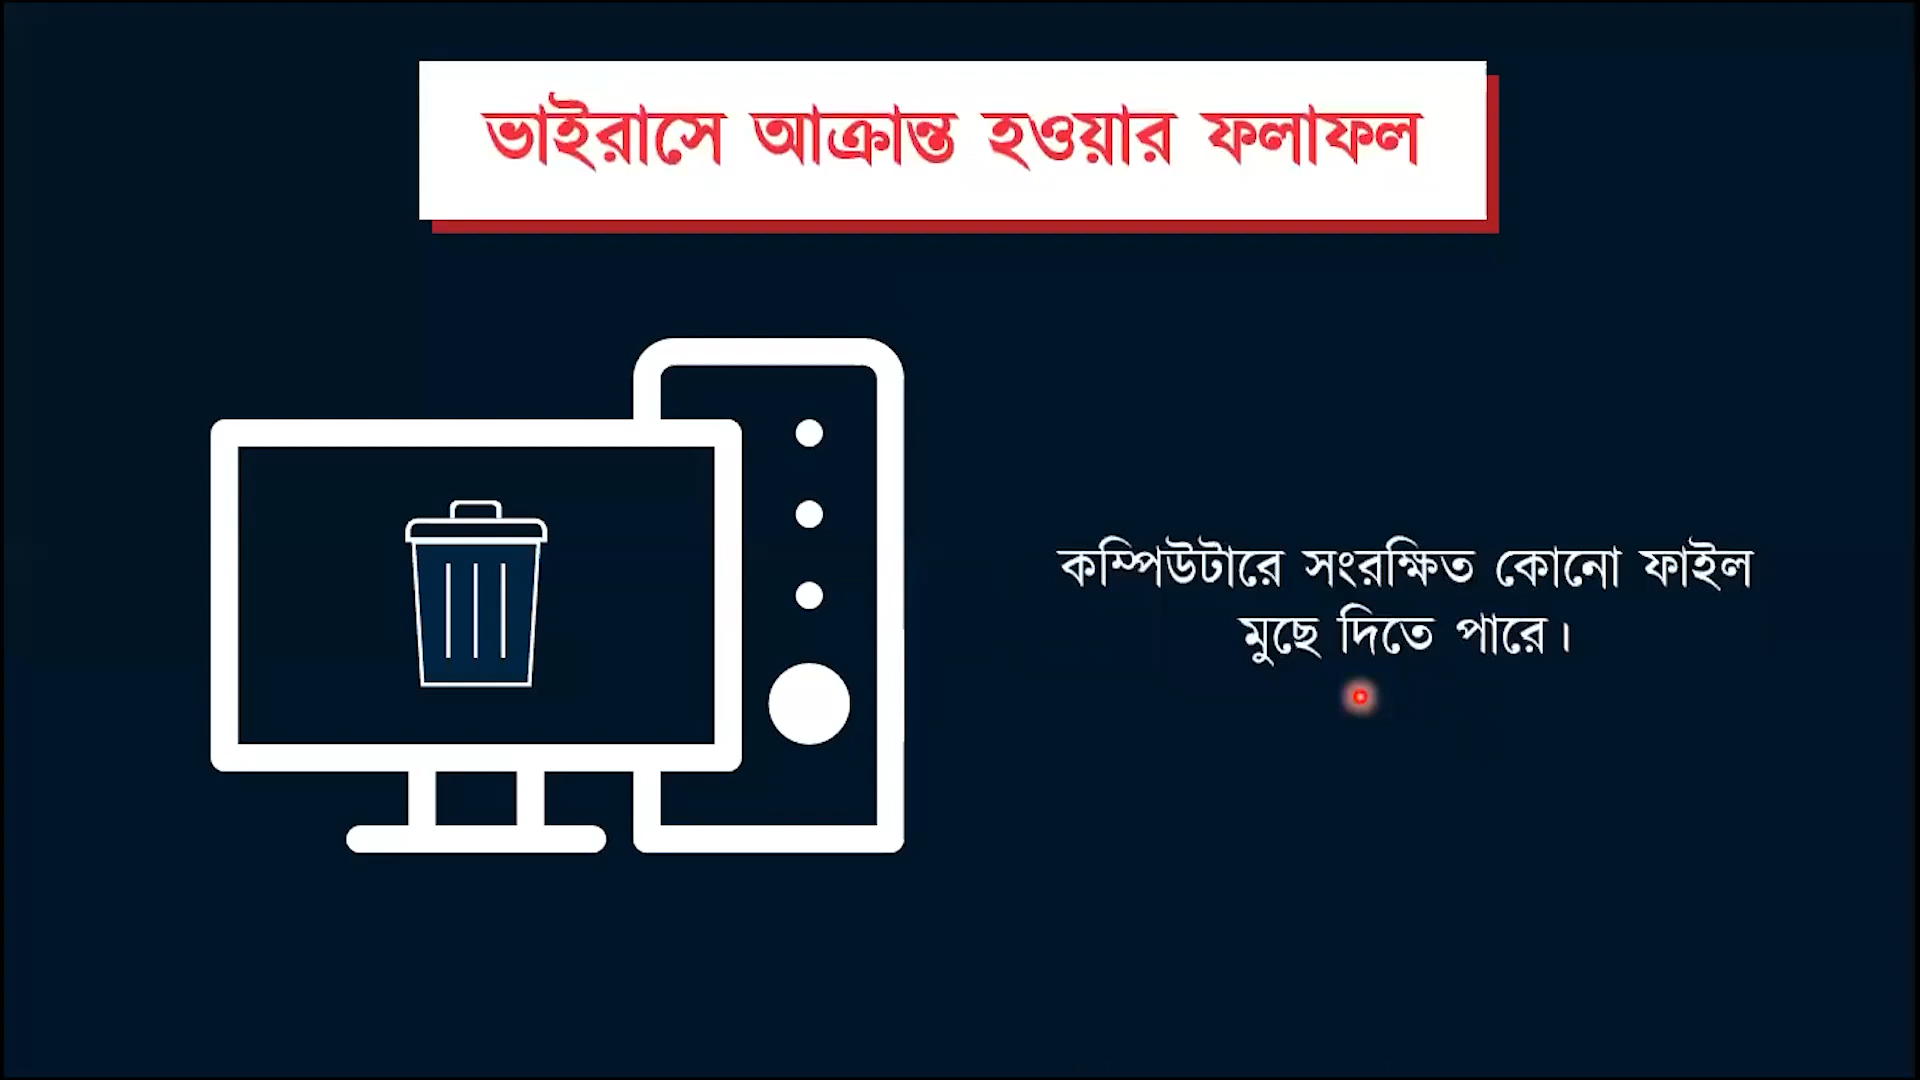 ভাইরাসে আক্রান্ত হওয়ার ফলাফল
কম্পিউটারে সংরক্ষিত কোনো ফাইল
মুছে দিতে পারে।